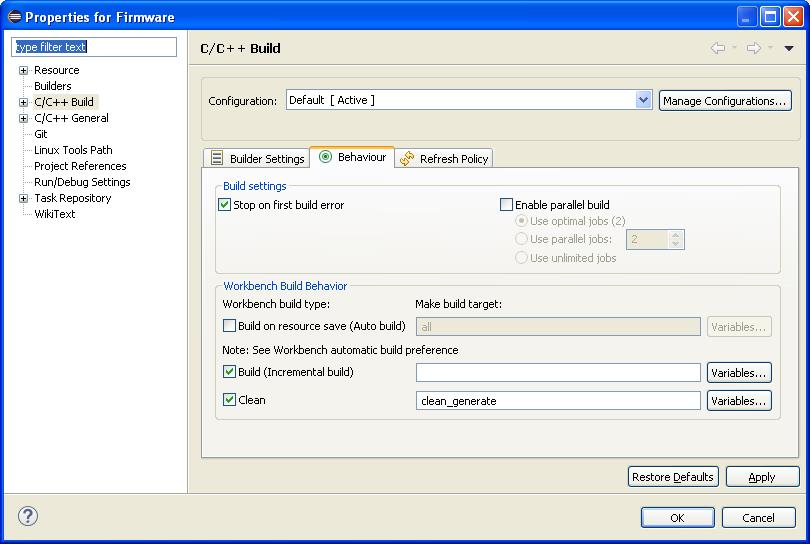 Properties for Firmware
type filter text
Resource
Builders
C/C++ Build
C/C++ General
Git
Linux Tools Path
Project References
Run/Debug Settings
Task Repository
WikiText
C/C++ Build
Configuration: Default [ Active ] Manage Configurations...
Builder Settings Behaviour Refresh Policy
Build settings
Stop on first build error Enable parallel build
Use optimal jobs (2)
Use parallel jobs: 2
Use unlimited jobs
Workbench Build Behavior
Workbench build type: Make build target:
Build on resource save (Auto build) all Variables...
Note: See Workbench automatic build preference
Build (Incremental build) Variables...
Clean clean_generate Variables...
Restore Defaults Apply
? OK Cancel